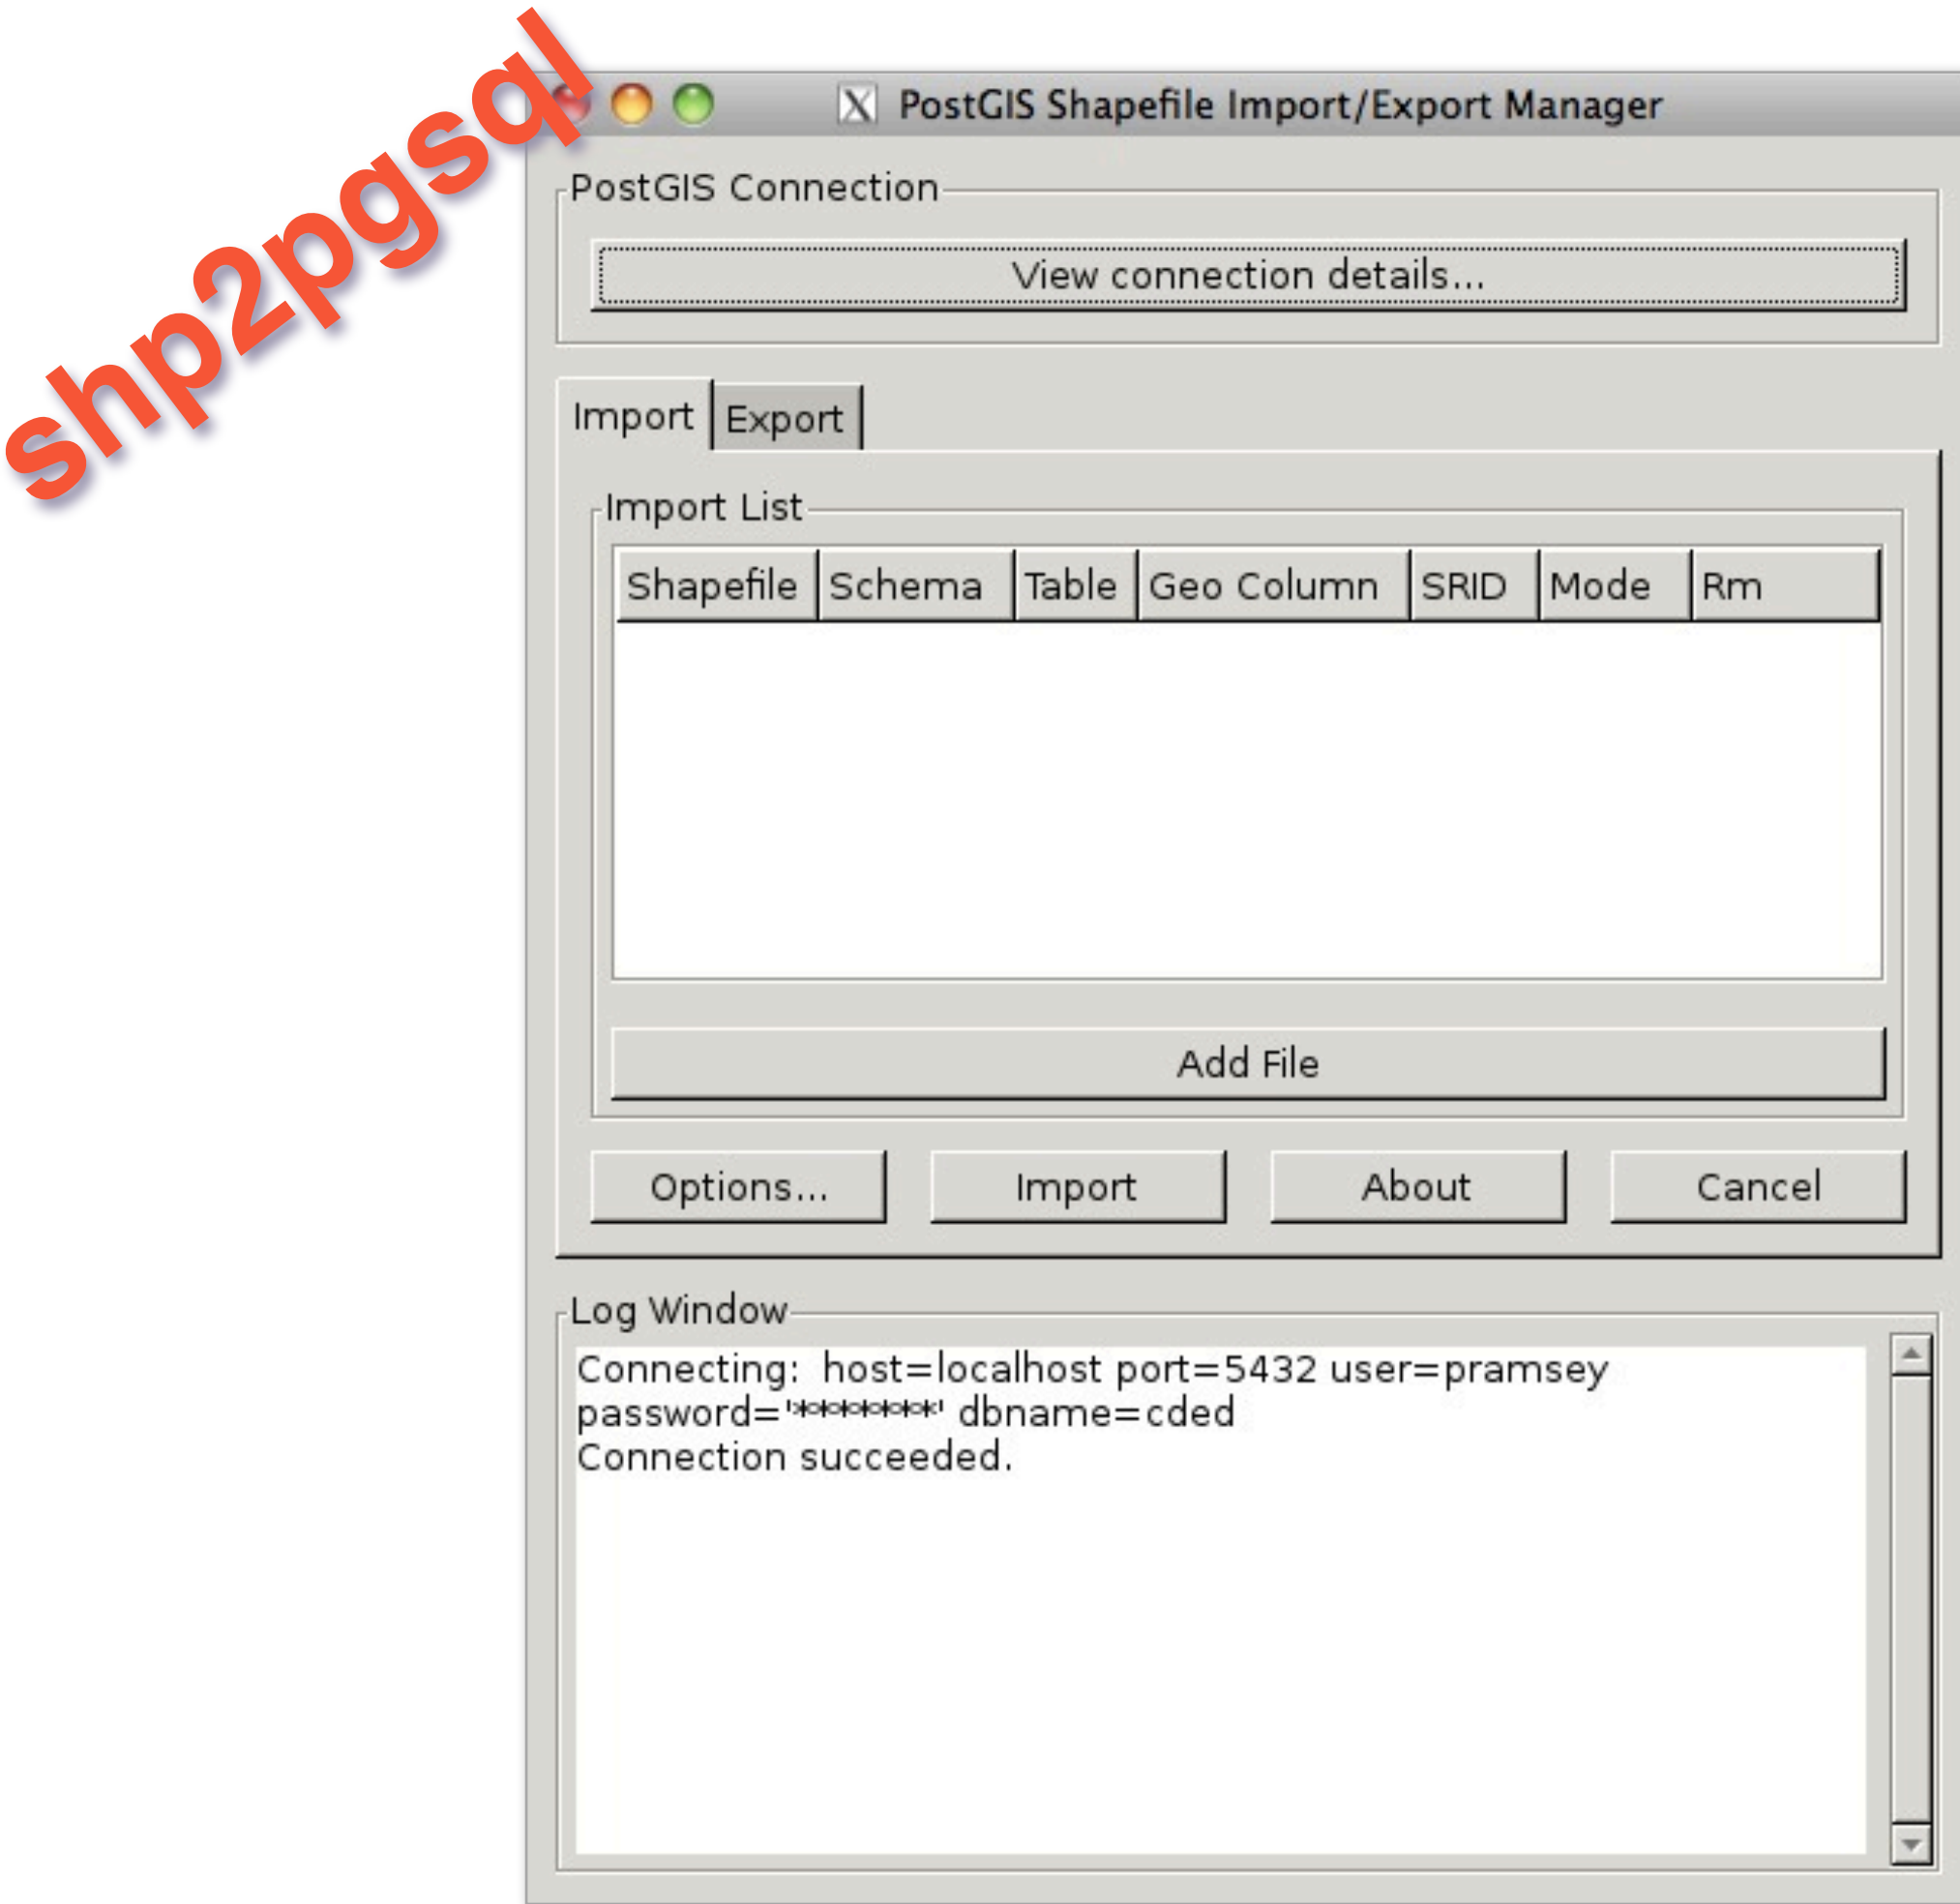 shp2pgsql
X PostGIS Shapefile Import/Export Manager
PostGIS Connection
View connection details...
Import Export
Import List
Shapefile Schema Table Geo Column SRID Mode Rm
Add File
Options... Import About Cancel
Log Window
Connecting: host=localhost port=5432 user=pramsey
password='********' dbname=cded
Connection succeeded.